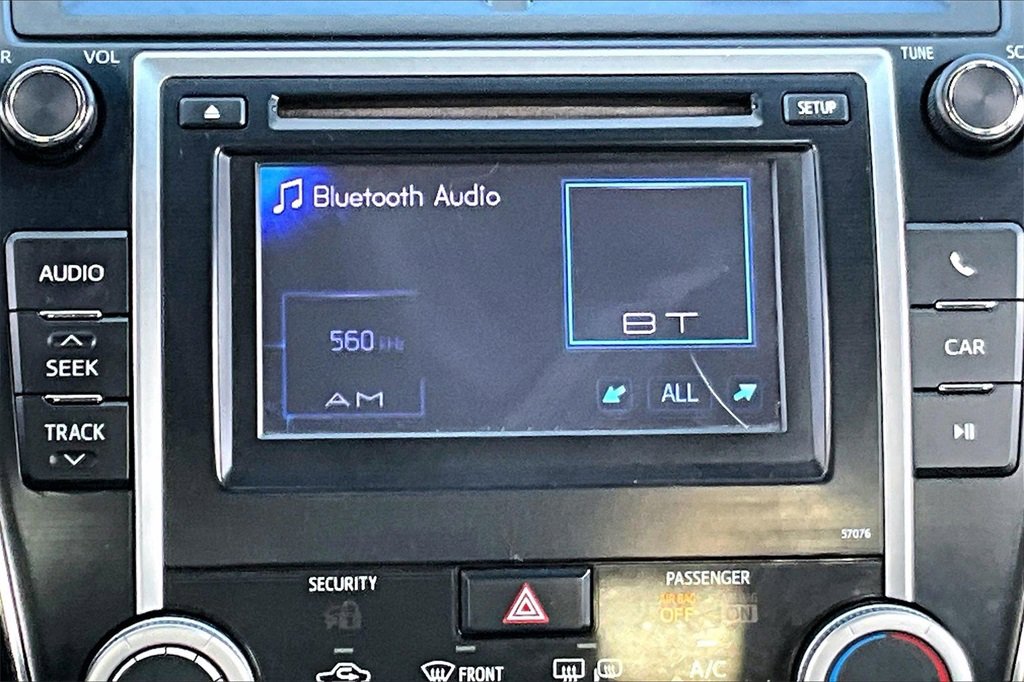 R
VOL
TUNE
SC
SETUP
Bluetooth Audio
AUDIO
CAR
SEEK
560 kHz
BT
AM
ALL
TRACK
57076
SECURITY
PASSENGER
AIR BAG
OFF
ON
FRONT
A/C